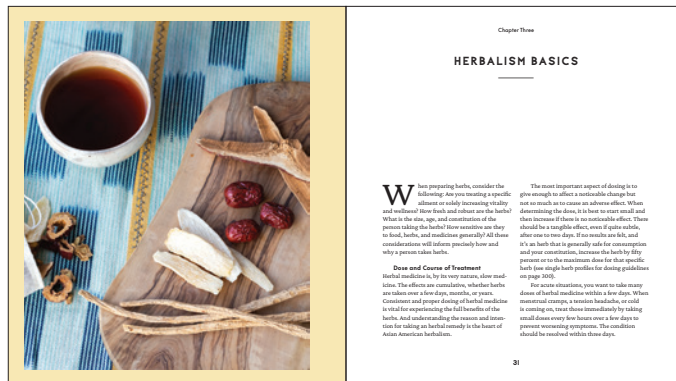 Chapter Three
HERBALISM BASICS
When preparing herbs, consider the
following: Are you treating a specific
ailment or solely increasing vitality
and wellness? How fresh and robust are the herbs?
What is the size, age, and constitution of the
person taking the herbs? How sensitive are they
to food, herbs, and medicines generally? All these
considerations will inform precisely how and
why a person takes herbs.
Dose and Course of Treatment
Herbal medicine is, by its very nature, slow med-
icine. The effects are cumulative, whether herbs
are taken over a few days, months, or years.
Consistent and proper dosing of herbal medicine
is vital for experiencing the full benefits of the
herbs. And understanding the reason and inten-
tion for taking an herbal remedy is the heart of
Asian American herbalism.
The most important aspect of dosing is to
give enough to affect a noticeable change but
not so much as to cause an adverse effect. When
determining the dose, it is best to start small and
then increase if there is no noticeable effect. There
should be a tangible effect, even if quite subtle,
after one to two days. If no results are felt, and
it's an herb that is generally safe for consumption
and your constitution, increase the herb by fifty
percent or to the maximum dose for that specific
herb (see single herb profiles for dosing guidelines
on page 300).
For acute situations, you want to take many
doses of herbal medicine within a few days. When
menstrual cramps, a tension headache, or cold
is coming on, treat those immediately by taking
small doses every few hours over a few days to
prevent worsening symptoms. The condition
should be resolved within three days.
31